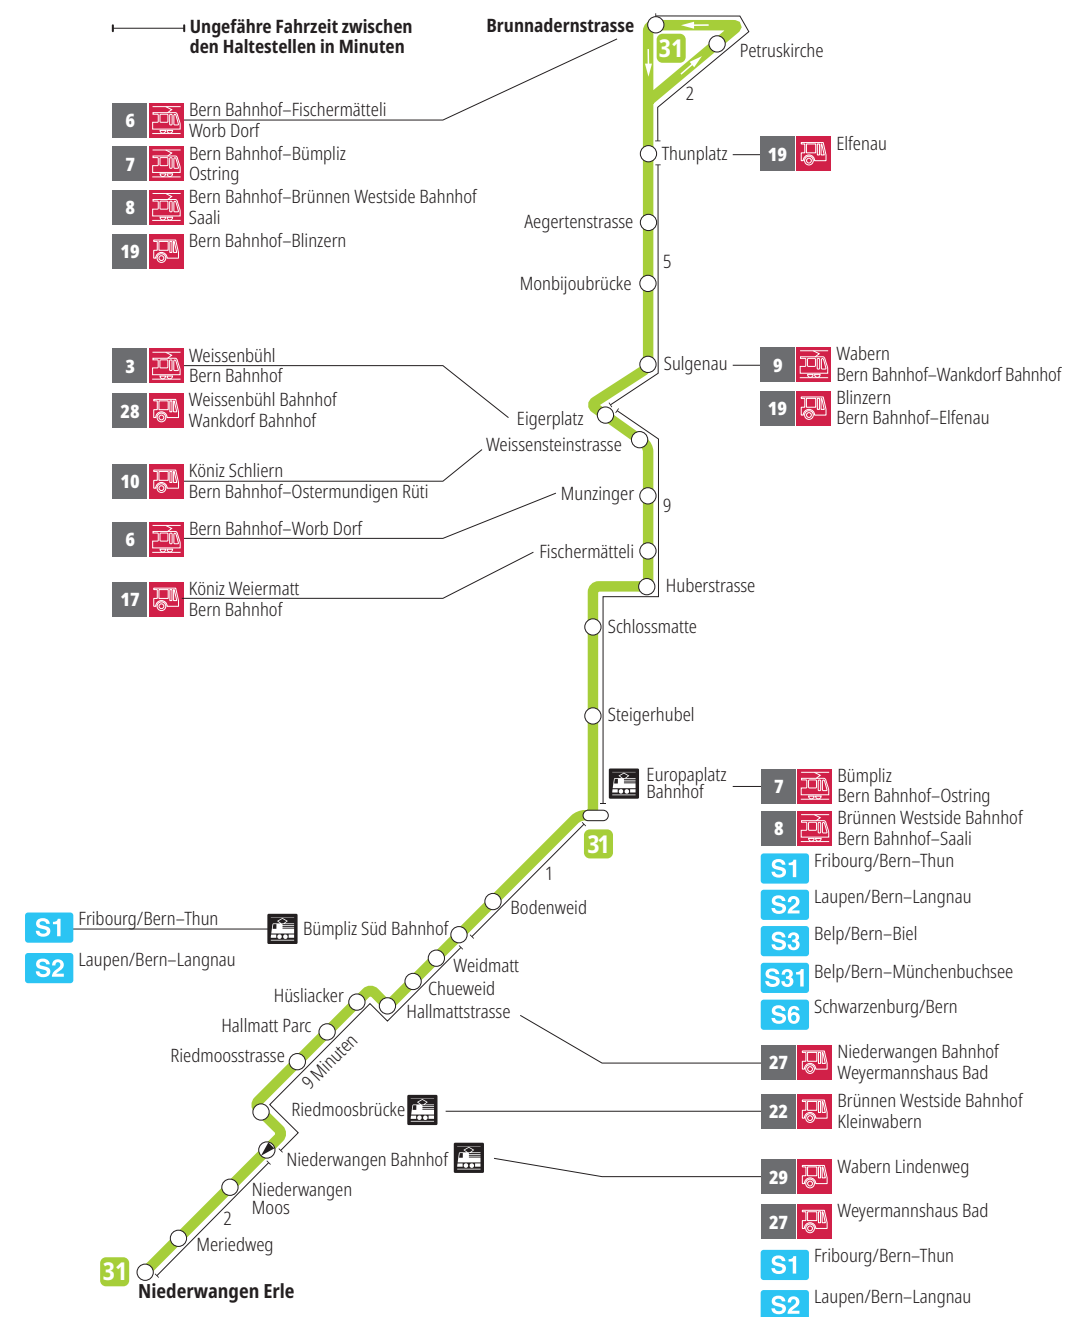 Ungefähre Fahrzeit zwischen
den Haltestellen in Minuten
Brunnadernstrasse
31
Petruskirche
2
6
Bern Bahnhof–Fischermätteli
Worb Dorf
7
Bern Bahnhof–Bümpliz
Ostring
8
Bern Bahnhof–Brünnen Westside Bahnhof
Saali
19
Bern Bahnhof–Blinzern
Thunplatz
19
Elfenau
Aegertenstrasse
5
Monbijoubrücke
Sulgenau
9
Wabern
Bern Bahnhof–Wankdorf Bahnhof
19
Blinzern
Bern Bahnhof–Elfenau
3
Weissenbühl
Bern Bahnhof
28
Weissenbühl Bahnhof
Wankdorf Bahnhof
Eigerplatz
Weissensteinstrasse
10
Köniz Schliern
Bern Bahnhof–Ostermundigen Rüti
Munzinger
9
6
Bern Bahnhof–Worb Dorf
Fischermätteli
17
Köniz Weiermatt
Bern Bahnhof
Huberstrasse
Schlossmatte
Steigerhubel
Europaplatz
Bahnhof
7
Bümpliz
Bern Bahnhof–Ostring
8
Brünnen Westside Bahnhof
Bern Bahnhof–Saali
S1
Fribourg/Bern–Thun
S2
Laupen/Bern–Langnau
S3
Belp/Bern–Biel
S31
Belp/Bern–Münchenbuchsee
S6
Schwarzenburg/Bern
31
1
Bodenweid
S1
Fribourg/Bern–Thun
S2
Laupen/Bern–Langnau
Bümpliz Süd Bahnhof
Weidmatt
Chueweid
Hallmattstrasse
Hüsliacker
Hallmatt Parc
Riedmoosstrasse
9 Minuten
27
Niederwangen Bahnhof
Weyermannshaus Bad
Riedmoosbrücke
22
Brünnen Westside Bahnhof
Kleinwabern
Niederwangen Bahnhof
29
Wabern Lindenweg
27
Weyermannshaus Bad
S1
Fribourg/Bern–Thun
S2
Laupen/Bern–Langnau
Niederwangen
Moos
2
Meriedweg
31
Niederwangen Erle